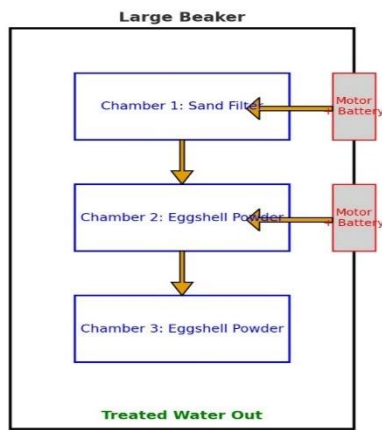 Large Beaker
Chamber 1: Sand Filter
Motor
+ Battery
Chamber 2: Eggshell Powder
Motor
+ Battery
Chamber 3: Eggshell Powder
Treated Water Out